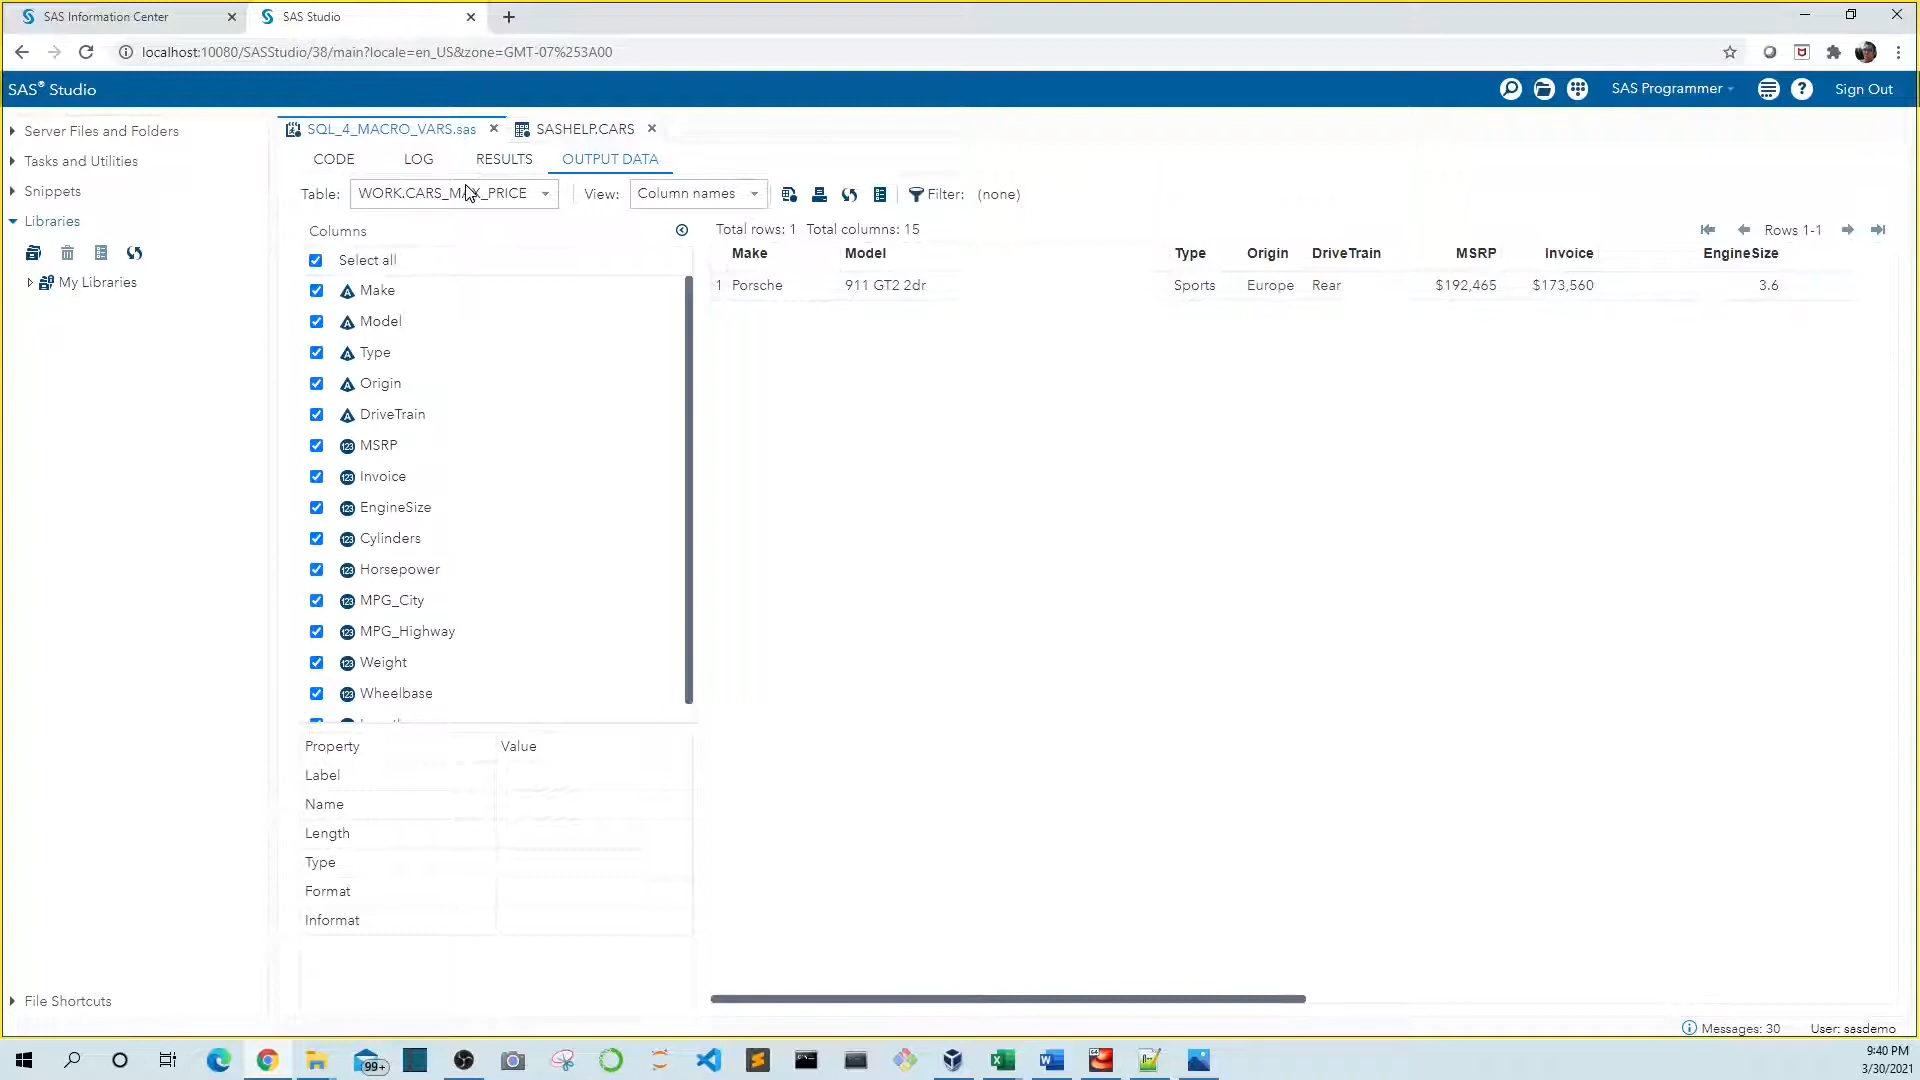 SAS Information Center
SAS Studio
localhost:10080/SASStudio/38/main?locale=en_US&zone=GMT-07%253A00
SAS® Studio
SAS Programmer
Sign Out
Server Files and Folders
Tasks and Utilities
Snippets
Libraries
My Libraries
File Shortcuts
SQL_4_MACRO_VARS.sas
SASHELP.CARS
CODE LOG RESULTS OUTPUT DATA
Table: WORK.CARS_MAX_PRICE View: Column names Filter: (none)
Columns
Select all
Make
Model
Type
Origin
DriveTrain
MSRP
Invoice
EngineSize
Cylinders
Horsepower
MPG_City
MPG_Highway
Weight
Wheelbase
Property Value
Label
Name
Length
Type
Format
Informat
Total rows: 1 Total columns: 15
Rows 1-1
Make Model Type Origin DriveTrain MSRP Invoice EngineSize
1 Porsche 911 GT2 2dr Sports Europe Rear $192,465 $173,560 3.6
Messages: 30 User: sasdemo
99+
9:40 PM
3/30/2021